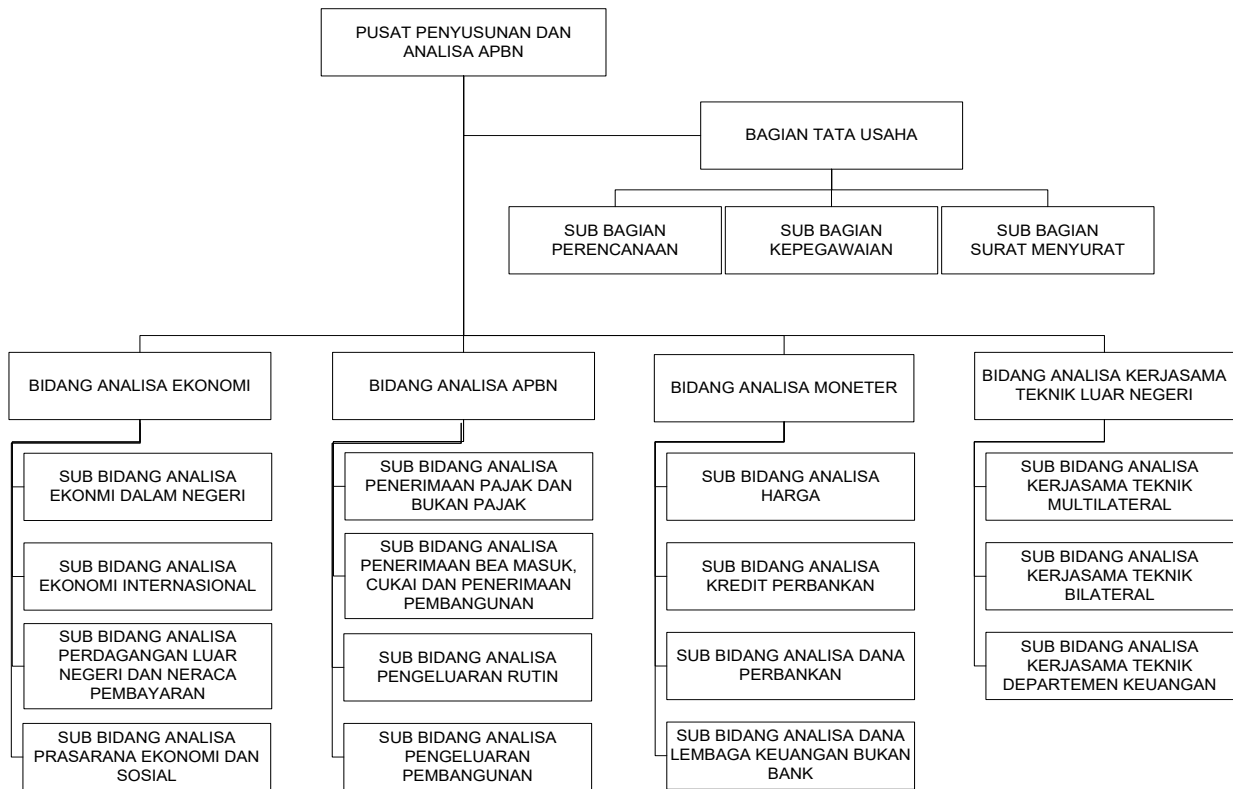 PUSAT PENYUSUNAN DAN
ANALISA APBN
BAGIAN TATA USAHA
SUB BAGIAN
PERENCANAAN
SUB BAGIAN
KEPEGAWAIAN
SUB BAGIAN
SURAT MENYURAT
BIDANG ANALISA EKONOMI
SUB BIDANG ANALISA
EKONMI DALAM NEGERI
SUB BIDANG ANALISA
EKONOMI INTERNASIONAL
SUB BIDANG ANALISA
PERDAGANGAN LUAR
NEGERI DAN NERACA
PEMBAYARAN
SUB BIDANG ANALISA
PRASARANA EKONOMI DAN
SOSIAL
BIDANG ANALISA APBN
SUB BIDANG ANALISA
PENERIMAAN PAJAK DAN
BUKAN PAJAK
SUB BIDANG ANALISA
PENERIMAAN BEA MASUK,
CUKAI DAN PENERIMAAN
PEMBANGUNAN
SUB BIDANG ANALISA
PENGELUARAN RUTIN
SUB BIDANG ANALISA
PENGELUARAN
PEMBANGUNAN
BIDANG ANALISA MONETER
SUB BIDANG ANALISA
HARGA
SUB BIDANG ANALISA
KREDIT PERBANKAN
SUB BIDANG ANALISA DANA
PERBANKAN
SUB BIDANG ANALISA DANA
LEMBAGA KEUANGAN BUKAN
BANK
BIDANG ANALISA KERJASAMA
TEKNIK LUAR NEGERI
SUB BIDANG ANALISA
KERJASAMA TEKNIK
MULTILATERAL
SUB BIDANG ANALISA
KERJASAMA TEKNIK
BILATERAL
SUB BIDANG ANALISA
KERJASAMA TEKNIK
DEPARTEMEN KEUANGAN